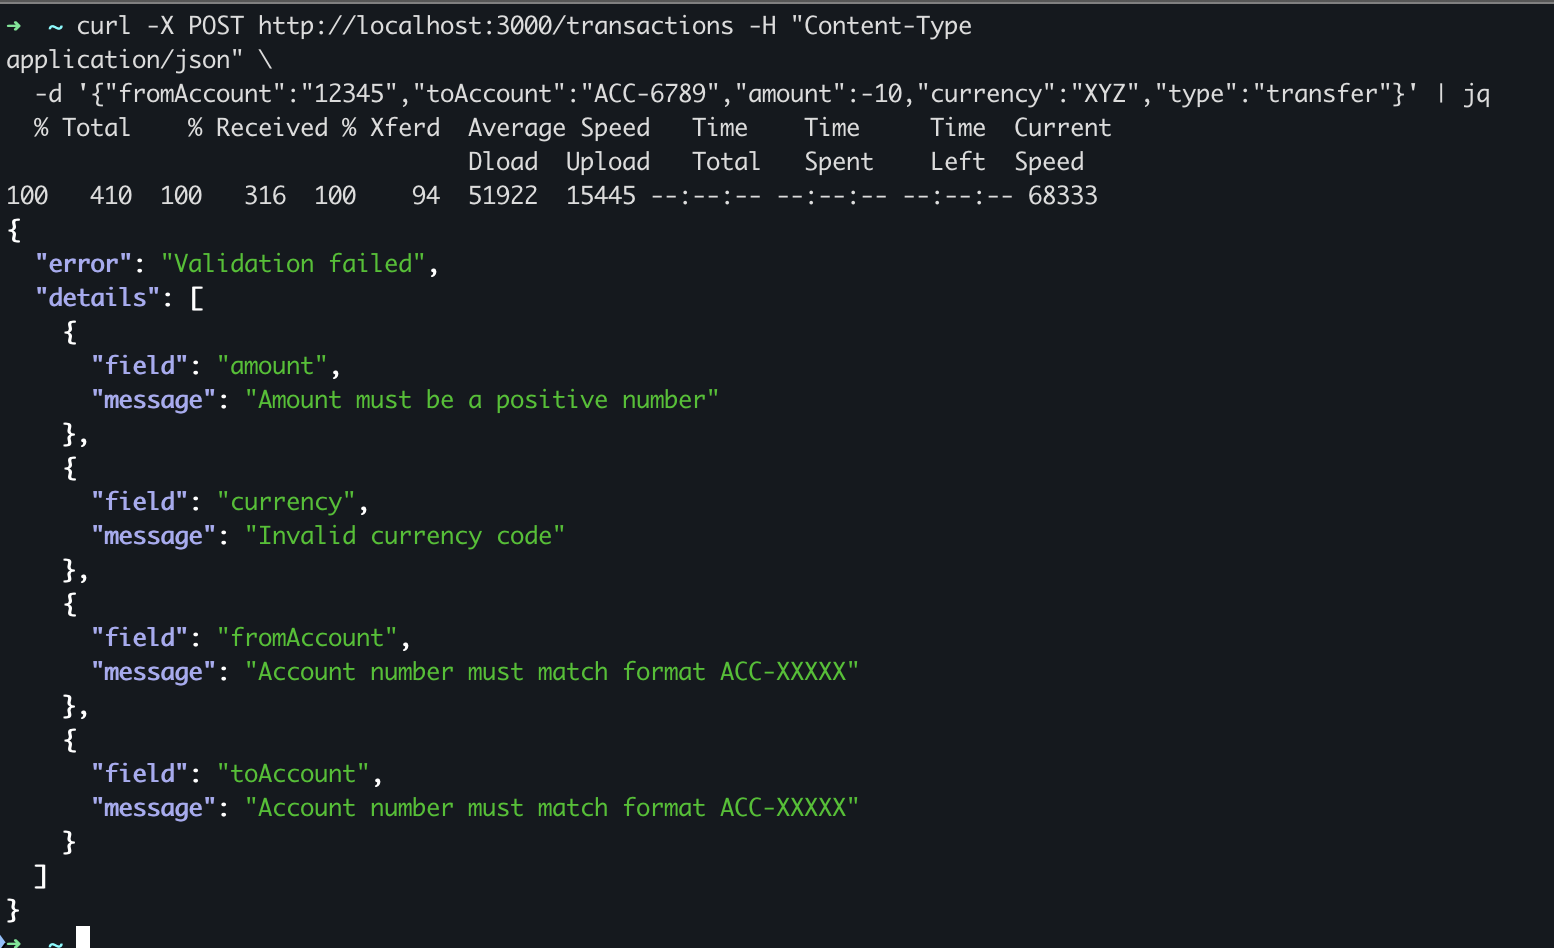 ➜  ~ curl -X POST http://localhost:3000/transactions -H "Content-Type
application/json" \
  -d '{"fromAccount":"12345","toAccount":"ACC-6789","amount":-10,"currency":"XYZ","type":"transfer"}' | jq
  % Total    % Received % Xferd  Average Speed   Time    Time     Time  Current
                                 Dload  Upload   Total   Spent    Left  Speed
100   410  100   316  100    94  51922  15445 --:--:-- --:--:-- --:--:-- 68333
{
  "error": "Validation failed",
  "details": [
    {
      "field": "amount",
      "message": "Amount must be a positive number"
    },
    {
      "field": "currency",
      "message": "Invalid currency code"
    },
    {
      "field": "fromAccount",
      "message": "Account number must match format ACC-XXXXX"
    },
    {
      "field": "toAccount",
      "message": "Account number must match format ACC-XXXXX"
    }
  ]
}
➜  ~